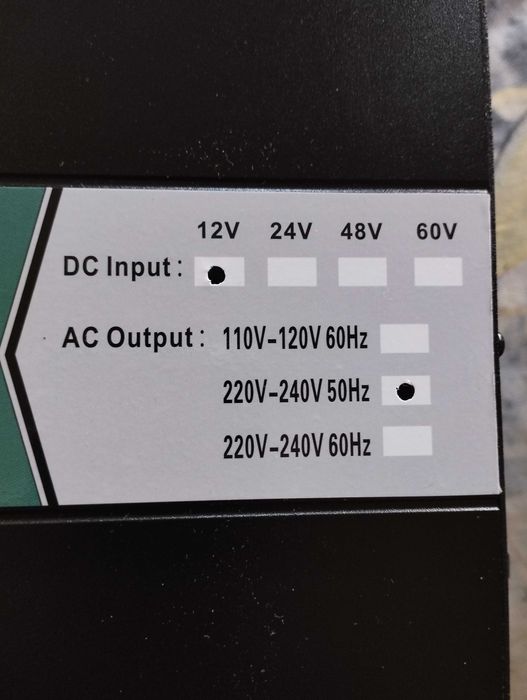 12V 24V 48V 60V
DC Input:
AC Output: 110V-120V 60Hz
220V-240V 50Hz
220V-240V 60Hz